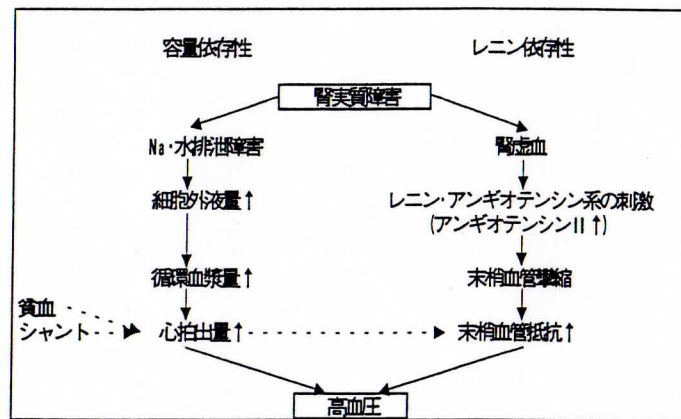 容量依存性
レニン依存性
腎実質障害
Na・水排泄障害
腎虚血
細胞外液量↑
レニン・アンギオテンシン系の刺激
(アンギオテンシンII↑)
循環血漿量↑
末梢血管攣縮
貧血
シャント
心拍出量↑
末梢血管抵抗↑
高血圧